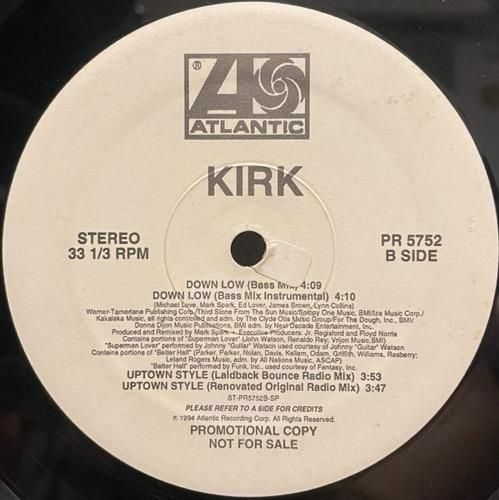 ®
ATLANTIC
KIRK
STEREO
33 1/3 RPM
PR 5752
B SIDE
DOWN LOW (Bass Mix) 4:09
DOWN LOW (Bass Mix Instrumental) 4:10
(Michael Love, Mark Spark, Ed Lover, James Brown, Lynn Collins)
Warner-Tamerlane Publishing Corp./Third Stone From The Sun Music/Sloppy One Music, BMI/Iza Music Corp./
Kakalaka Music, all rights controlled and adm. by The Clyde Otis Music Group/For The Dough, Inc., BMI/
Donna Dijon Music Publications, BMI adm. by Next Decade Entertainment, Inc.
Produced and Remixed by Mark Spark • Executive Producers: Jr. Regisford and Floyd Norris
Contains portions of "Superman Lover" (John Watson, Renaldo Rey; Vrijon Music,BMI)
"Superman Lover" performed by Johnny "Guitar" Watson used courtesy of Johnny "Guitar" Watson
Contains portions of "Belter Hall" (Parker, Parker, Nolan, Davis, Kellam, Odam, Griffith, Williams, Rasberry;
Leland Rogers Music adm. by All Nations Music, ASCAP)
"Belter Hall" performed by Funk, Inc., used courtesy of Fantasy, Inc.
UPTOWN STYLE (Laidback Bounce Radio Mix) 3:53
UPTOWN STYLE (Renovated Original Radio Mix) 3:47
ST-PR5752B-SP
PLEASE REFER TO A SIDE FOR CREDITS
℗ 1994 Atlantic Recording Corp. All Rights Reserved.
PROMOTIONAL COPY
NOT FOR SALE